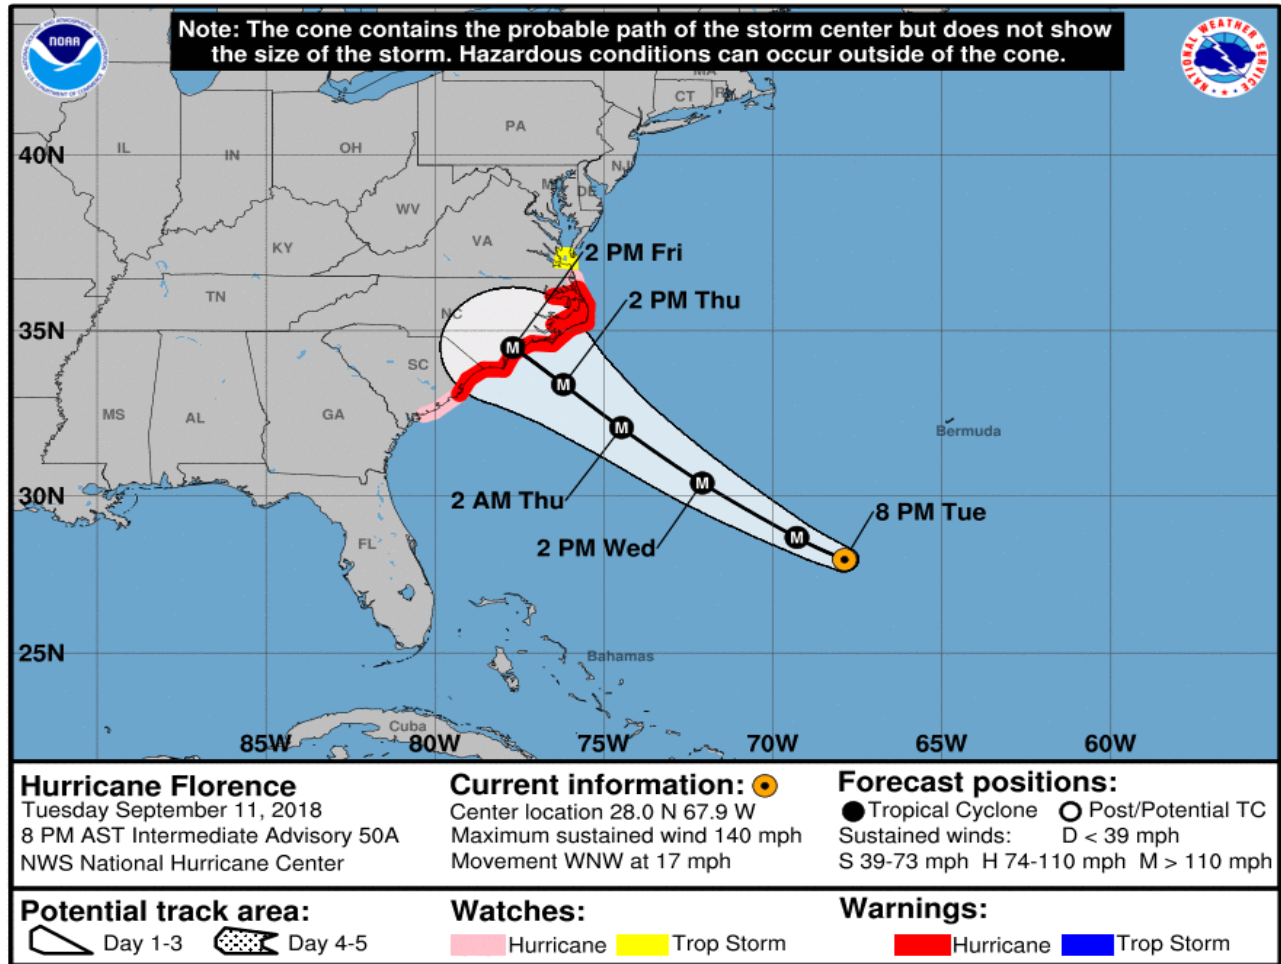 Note: The cone contains the probable path of the storm center but does not show
the size of the storm. Hazardous conditions can occur outside of the cone.
NOAA
NATIONAL WEATHER SERVICE
MA
CT
RI
PA
40N
IL
IN
OH
NJ
DE
WV
KY
VA
2 PM Fri
TN
2 PM Thu
NC
35N
M
SC
M
MS
AL
GA
M
Bermuda
30N
2 AM Thu
M
8 PM Tue
FL
2 PM Wed
M
25N
Bahamas
Cuba
85W 80W 75W 70W 65W 60W
Hurricane Florence
Tuesday September 11, 2018
8 PM AST Intermediate Advisory 50A
NWS National Hurricane Center
Current information:
Center location 28.0 N 67.9 W
Maximum sustained wind 140 mph
Movement WNW at 17 mph
Forecast positions:
Tropical Cyclone Post/Potential TC
Sustained winds: D < 39 mph
S 39-73 mph H 74-110 mph M > 110 mph
Potential track area:
Day 1-3 Day 4-5
Watches:
Hurricane Trop Storm
Warnings:
Hurricane Trop Storm